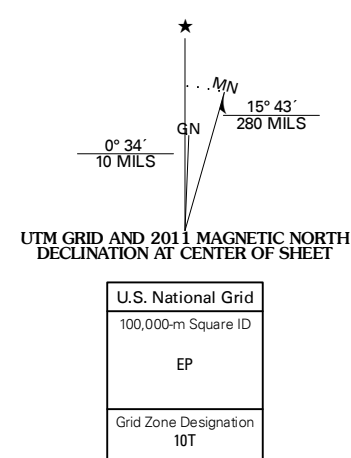 ★
MN
15° 43´
280 MILS
GN
0° 34´
10 MILS
UTM GRID AND 2011 MAGNETIC NORTH
DECLINATION AT CENTER OF SHEET
U.S. National Grid
100,000-m Square ID
EP
Grid Zone Designation
10T